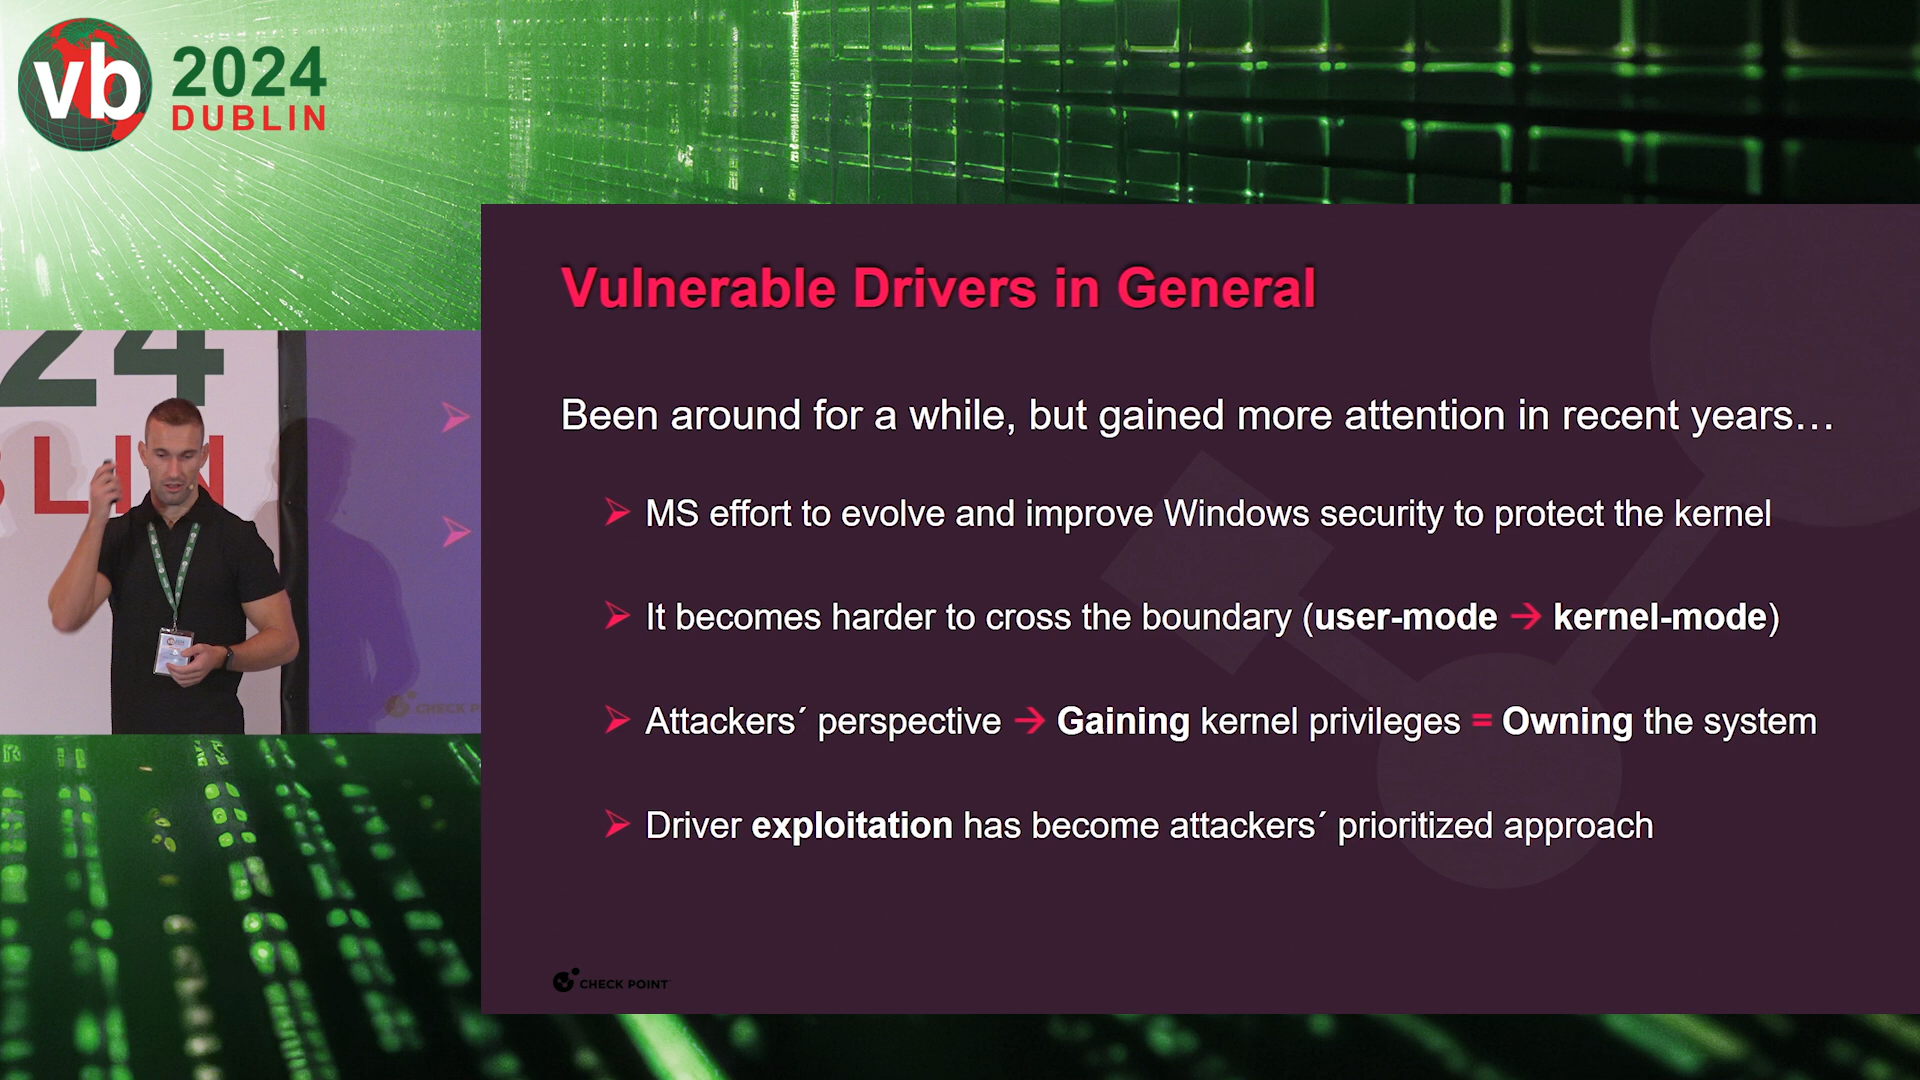 vb
2024
DUBLIN
Vulnerable Drivers in General
Been around for a while, but gained more attention in recent years…
MS effort to evolve and improve Windows security to protect the kernel
It becomes harder to cross the boundary (user-mode → kernel-mode)
Attackers´ perspective → Gaining kernel privileges = Owning the system
Driver exploitation has become attackers´ prioritized approach
CHECK POINT
24
BLIN
CHECK P